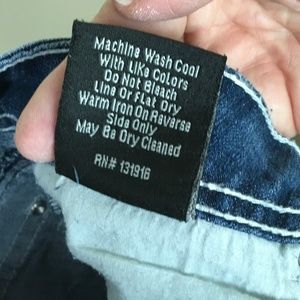 Machine Wash Cool
With Like Colors
Do Not Bleach
Line Or Flat Dry
Warm Iron On Reverse
Side Only
May Be Dry Cleaned
RN# 131916